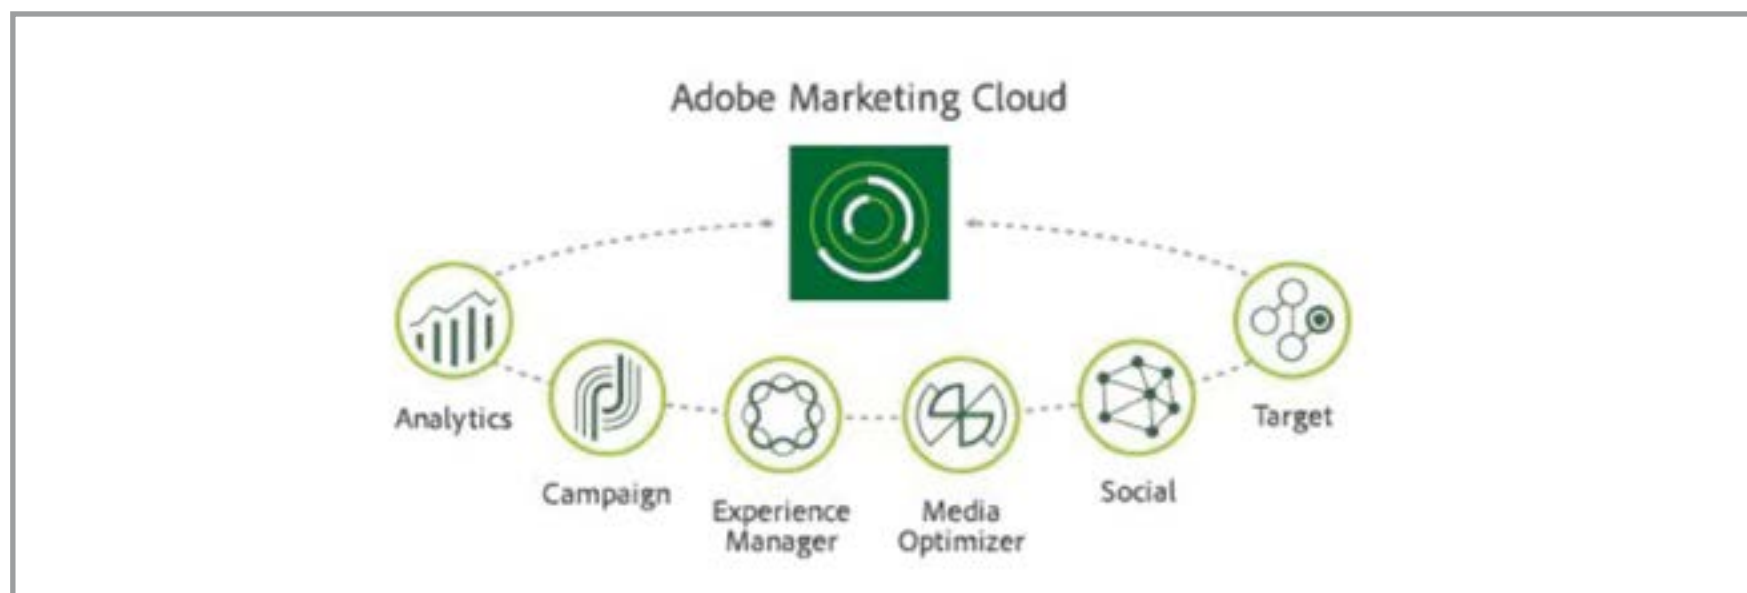 Adobe Marketing Cloud
Analytics
Campaign
Experience
Manager
Media
Optimizer
Social
Target